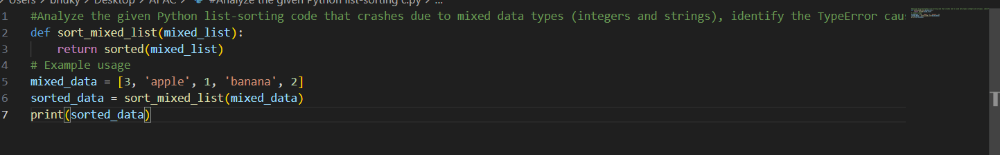 Users > bhuky > Desktop > AI AC > #Analyze the given Python list-sorting c.py > ...
1 #Analyze the given Python list-sorting code that crashes due to mixed data types (integers and strings), identify the TypeError cau
2 def sort_mixed_list(mixed_list):
3     return sorted(mixed_list)
4 # Example usage
5 mixed_data = [3, 'apple', 1, 'banana', 2]
6 sorted_data = sort_mixed_list(mixed_data)
7 print(sorted_data)